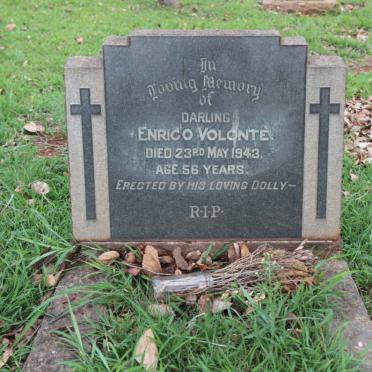 In
Loving Memory
of
DARLING
ENRICO VOLONTE.
DIED 23RD MAY 1943.
AGE 56 YEARS.
ERECTED BY HIS LOVING DOLLY—
R·I·P·